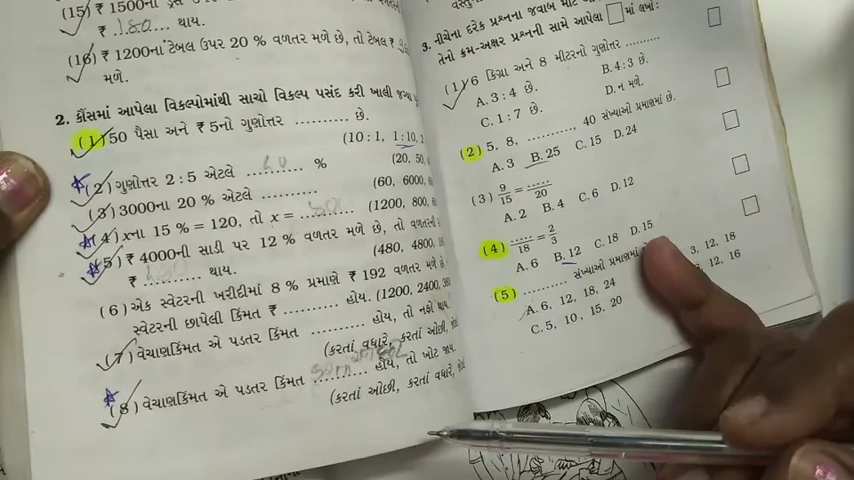 (15) ₹ 1500ના
₹ ...180... થાય.
(16) ₹ 1200ના ટેબલ ઉપર 20 % વળતર મળે છે, તો ટેબલ ₹
મળે.
2. કૌંસમાં આપેલા વિકલ્પોમાંથી સાચો વિકલ્પ પસંદ કરી ખાલી
(1) 50 પૈસા અને ₹ 5નો ગુણોત્તર .......... છે.
(10 : 1, 1 : 10,
(2) ગુણોત્તર 2 : 5 એટલે .......... %
(20, 50,
(3) 3000ના 20 % એટલે ..........
(60, 6000,
(4) xના 15 % = 120, તો x = ..........
(1200, 800,
(5) ₹ 4000ની સાડી પર 12 % વળતર મળે છે, તો
₹ .......... થાય.
(480, 4800,
(6) એક સ્વેટરની ખરીદીમાં 8 % પ્રમાણે ₹ 192 વળતર મળે
સ્વેટરની છાપેલી કિંમત ₹ .......... હોય. (1200, 2400,
(7) વેચાણકિંમત એ પડતર કિંમત .......... હોય, તો નફો થાય.
(કરતાં વધારે, કરતાં ઓછી,
(8) વેચાણકિંમત એ પડતર કિંમત .......... હોય, તો ખોટ જાય.
(કરતાં ઓછી, કરતાં વધારે,
3. નીચેના દરેક પ્રશ્નના જવાબ માટે
તેનો ક્રમ-અક્ષર પ્રશ્નની સામે આપેલા □ માં લખો :
(1) 6 કિગ્રા અને 8 મીટરનો ગુણોત્તર ..........
A. 3 : 4 છે. B. 4 : 3 છે.
C. 1 : 7 છે. D. ન મળે.
(2) 5, 8, .........., 40 સંખ્યાઓ પ્રમાણમાં છે.
A. 3 B. 25 C. 15 D. 24
(3) 9/15 = ...../20
A. 2 B. 4 C. 6 D. 12
(4) ...../18 = 2/3
A. 6 B. 12 C. 18 D. 15
(5) .......... સંખ્યાઓ પ્રમાણમાં
A. 6, 12, 18, 24 3, 12, 18
C. 5, 10, 15, 20 12, 16